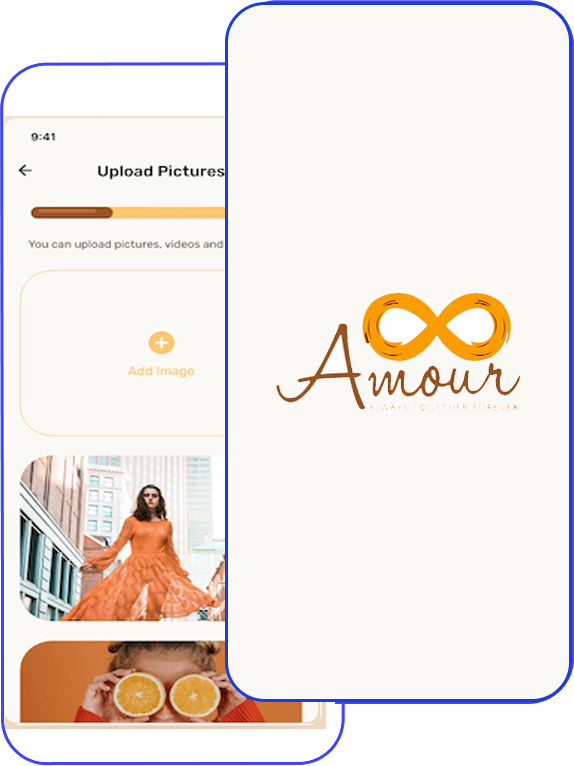 9:41
Upload Pictures
You can upload pictures, videos and
Add Image
Amour
ALWAYS TOGETHER FOREVER